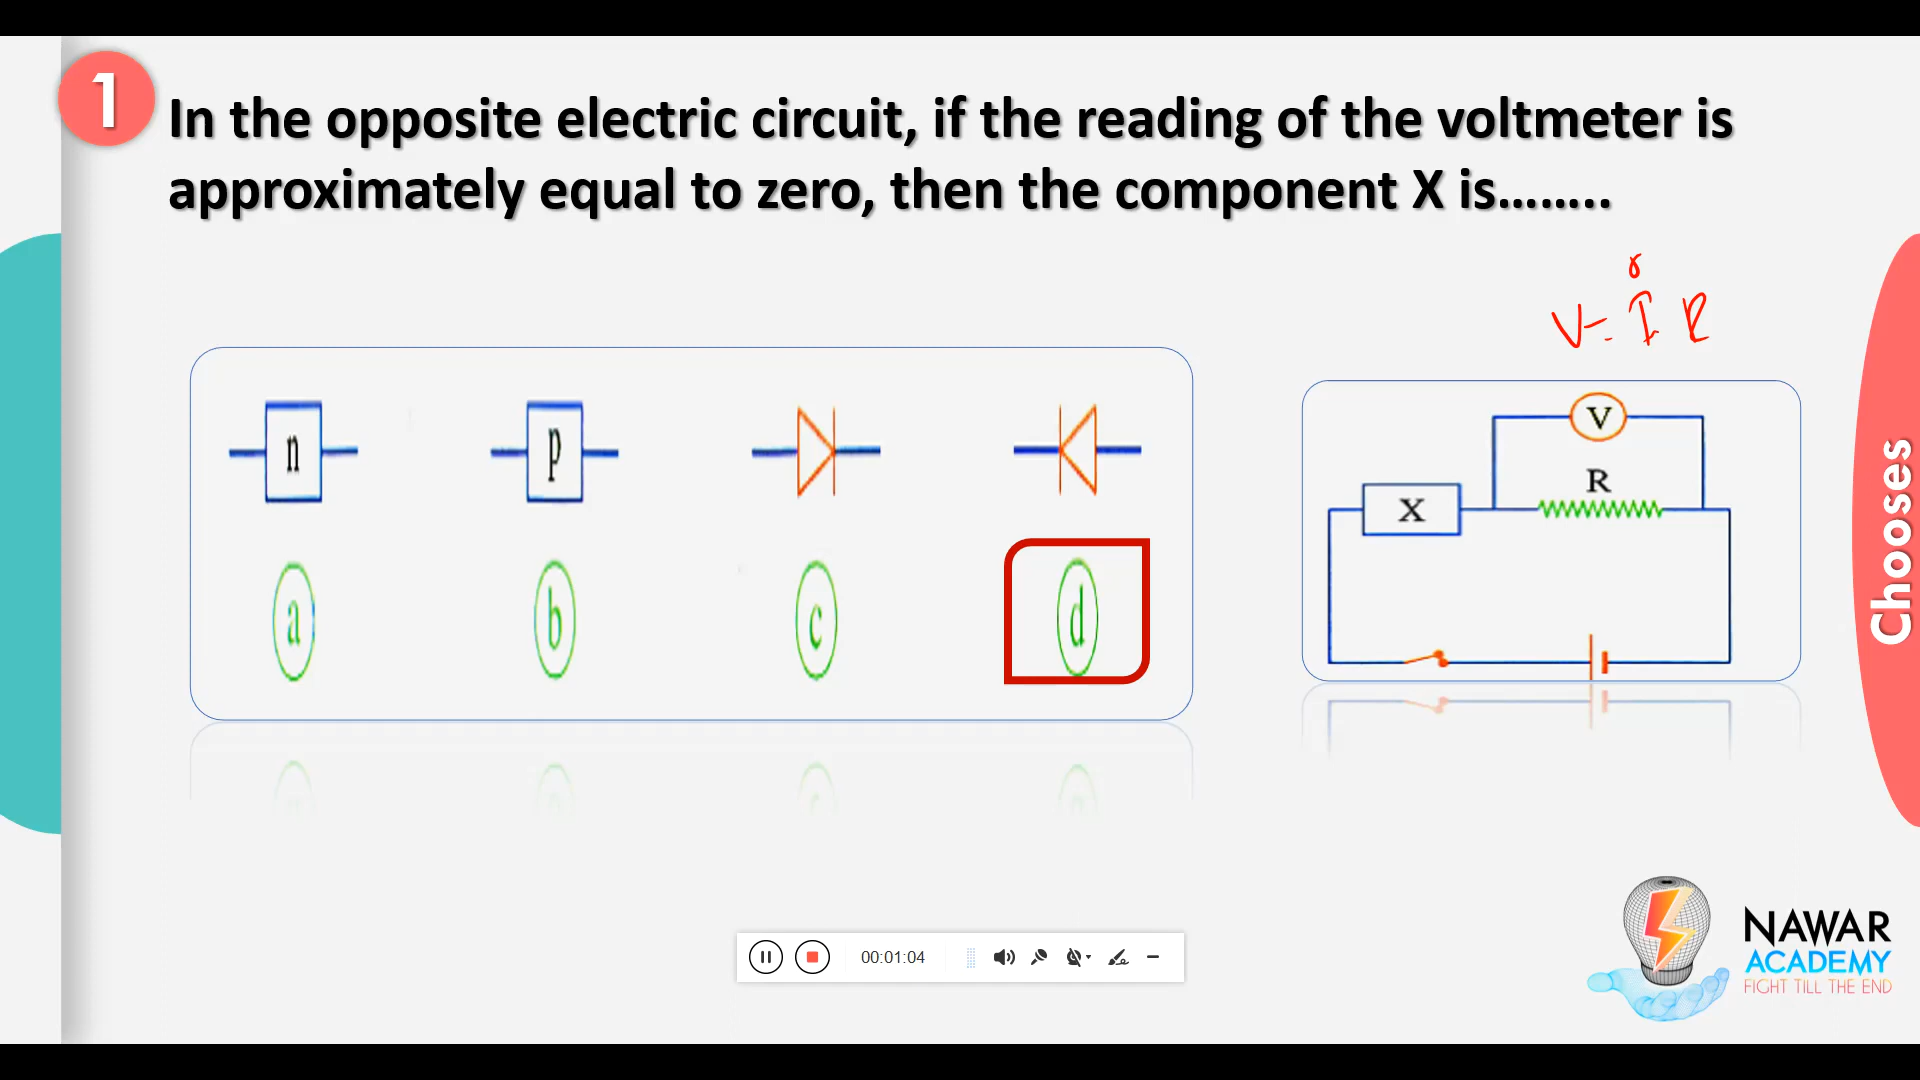 1
In the opposite electric circuit, if the reading of the voltmeter is
approximately equal to zero, then the component X is........
V = I R
n
p
a
b
c
d
V
R
X
Chooses
00:01:04
NAWAR
ACADEMY
FIGHT TILL THE END